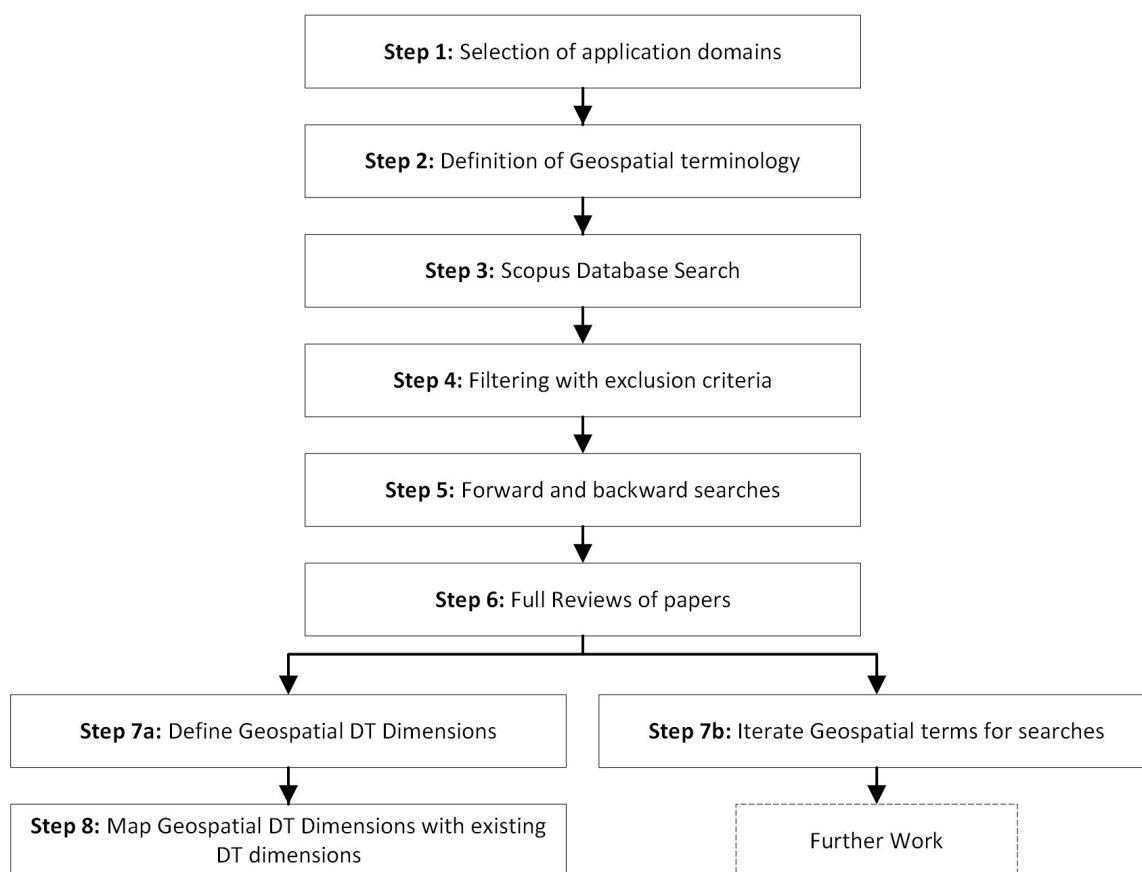 Step 1: Selection of application domains
Step 2: Definition of Geospatial terminology
Step 3: Scopus Database Search
Step 4: Filtering with exclusion criteria
Step 5: Forward and backward searches
Step 6: Full Reviews of papers
Step 7a: Define Geospatial DT Dimensions
Step 7b: Iterate Geospatial terms for searches
Step 8: Map Geospatial DT Dimensions with existing
DT dimensions
Further Work